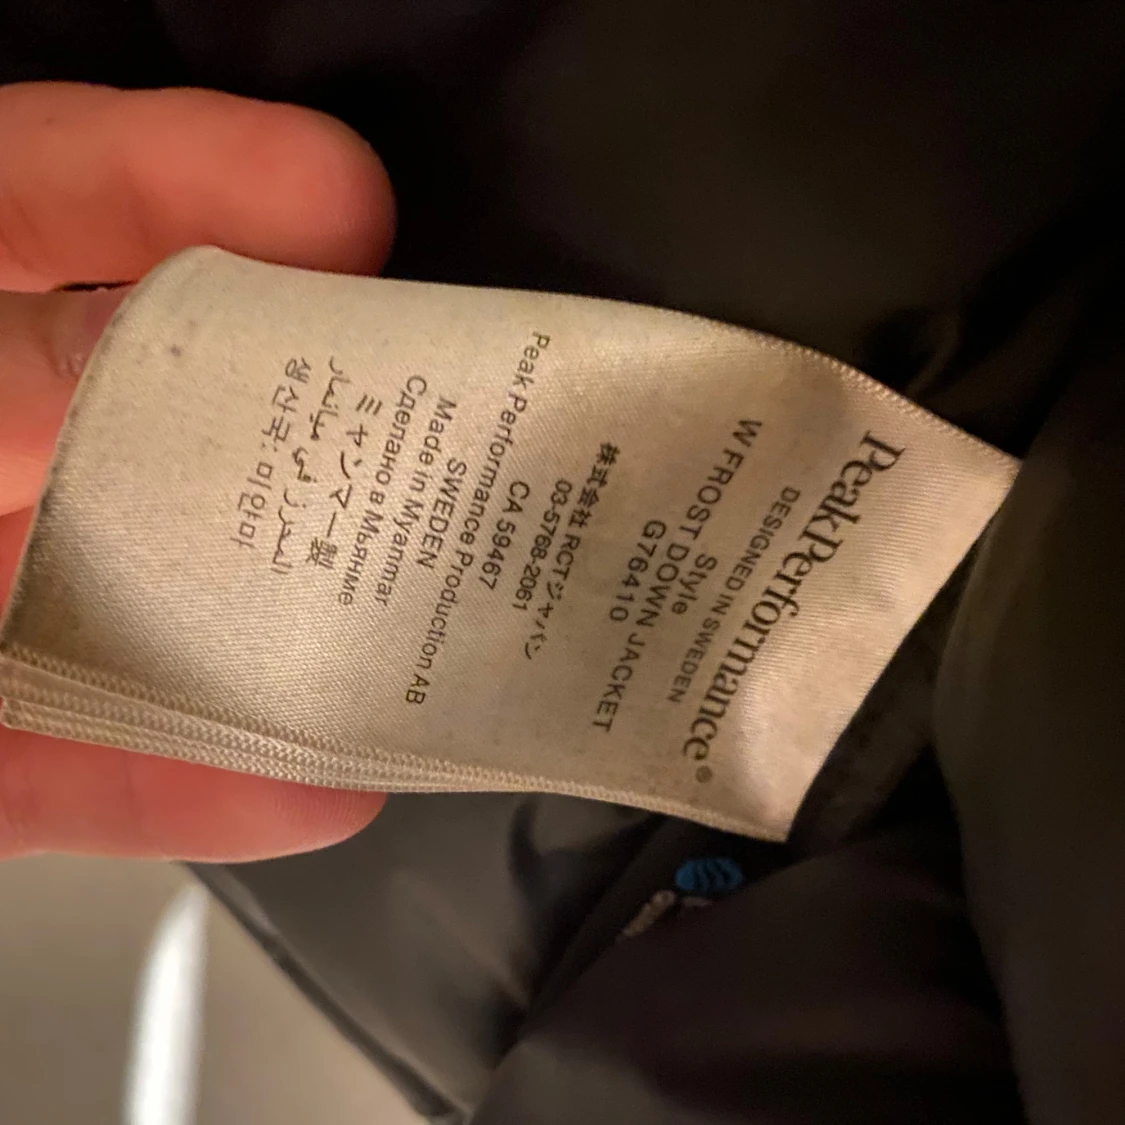 PeakPerformance®
DESIGNED IN SWEDEN
Style
W FROST DOWN JACKET
G76410
株式会社 RCTジャパン
03-5768-2061
CA 59467
Peak Performance Production AB
SWEDEN
Made in Myanmar
Сделано в Мьянме
ミャンマー製
المصدر: في ميانمار
생산국: 미얀마